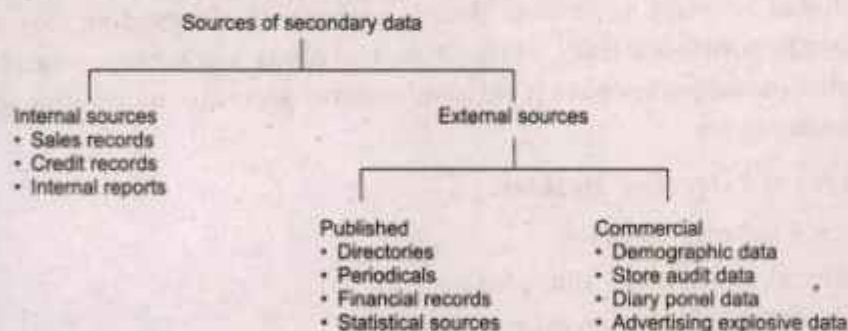 Sources of secondary data
Internal sources
• Sales records
• Credit records
• Internal reports
External sources
Published
• Directories
• Periodicals
• Financial records
• Statistical sources
Commercial
• Demographic data
• Store audit data
• Diary ponel data
• Advertising explosive data